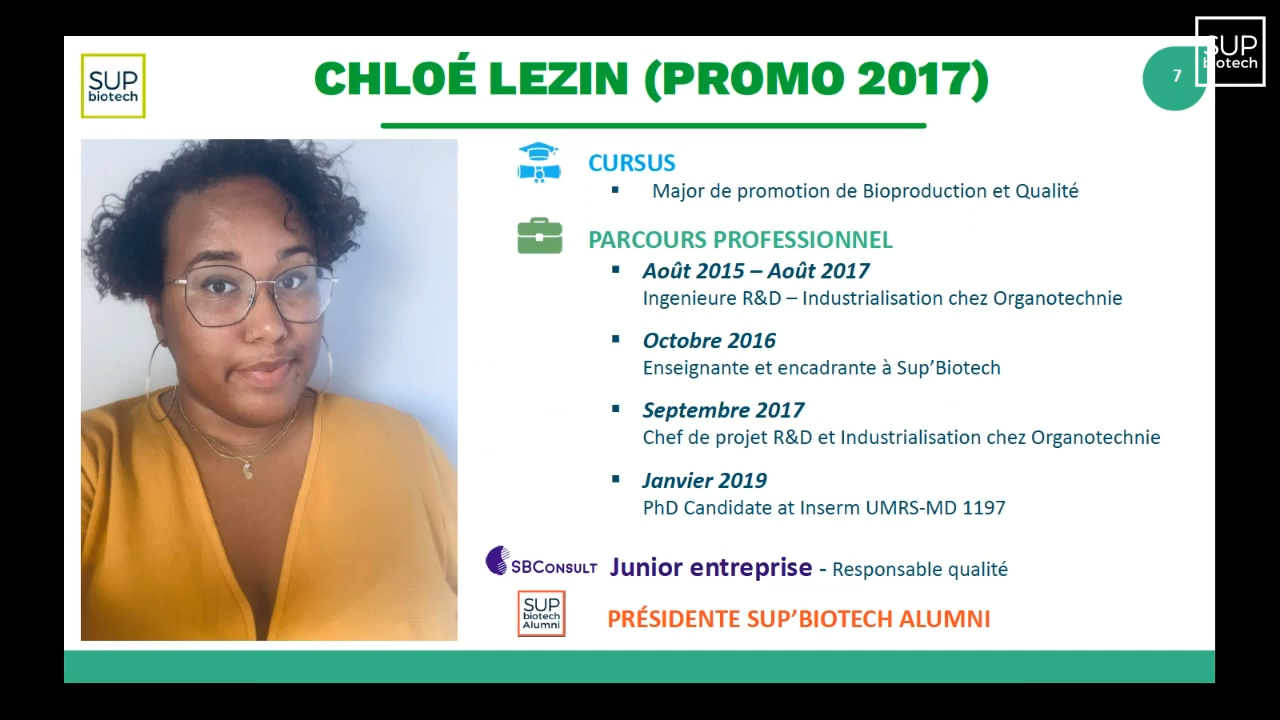 SUP
biotech
CHLOÉ LEZIN (PROMO 2017)
7
SUP
biotech
CURSUS
▪ Major de promotion de Bioproduction et Qualité
PARCOURS PROFESSIONNEL
▪ Août 2015 – Août 2017
Ingenieure R&D – Industrialisation chez Organotechnie
▪ Octobre 2016
Enseignante et encadrante à Sup’Biotech
▪ Septembre 2017
Chef de projet R&D et Industrialisation chez Organotechnie
▪ Janvier 2019
PhD Candidate at Inserm UMRS-MD 1197
SBCONSULT Junior entreprise - Responsable qualité
SUP
biotech
Alumni
PRÉSIDENTE SUP’BIOTECH ALUMNI